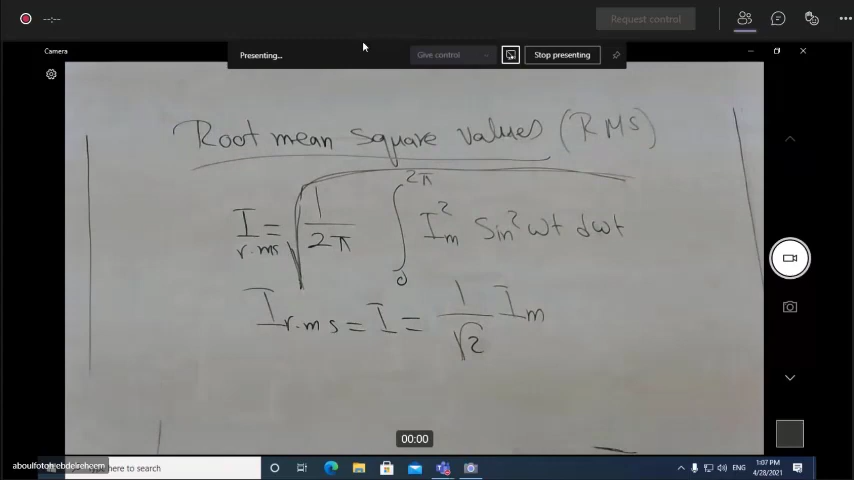 --:--
Request control
Camera
Presenting...
Give control
Stop presenting
Root mean square values (RMS)
I r.ms = √ 1/2π ∫₀^2π I²m Sin² ωt dωt
I r.ms = I = 1/√2 Im
00:00
aboulfotoh ebdelreheem
here to search
ENG
1:07 PM
4/28/2021